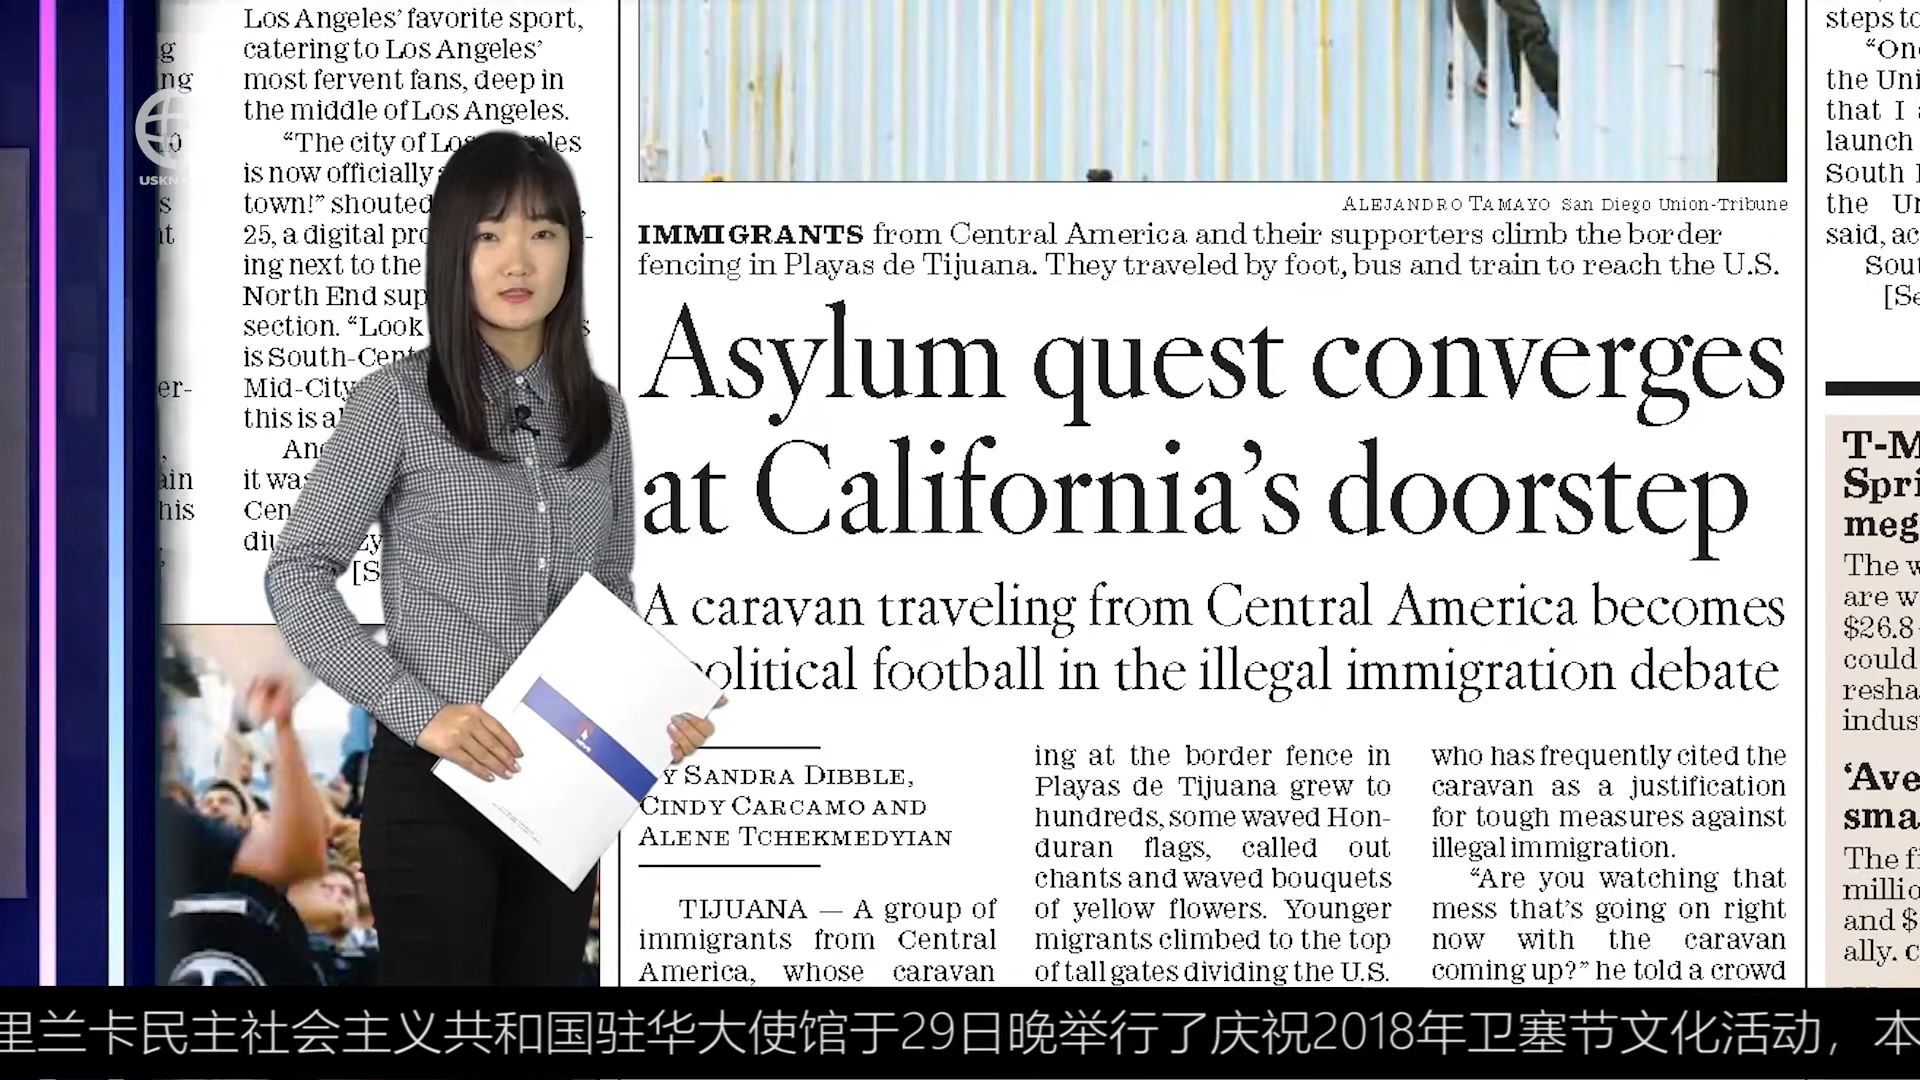 Los Angeles' favorite sport,
catering to Los Angeles'
most fervent fans, deep in
the middle of Los Angeles.
"The city of Los
is now officially
town!" shouted
25, a digital
ing next to the
North End
section. "Look
is South-Cent
Mid-City
this is
it was
USKN
ALEJANDRO TAMAYO San Diego Union-Tribune
IMMIGRANTS from Central America and their supporters climb the border
fencing in Playas de Tijuana. They traveled by foot, bus and train to reach the U.S.
Asylum quest converges
at California's doorstep
A caravan traveling from Central America becomes
political football in the illegal immigration debate
SANDRA DIBBLE,
CINDY CARCAMO AND
ALENE TCHEKMEDYIAN
TIJUANA — A group of
immigrants from Central
America, whose caravan
ing at the border fence in
Playas de Tijuana grew to
hundreds, some waved Hon-
duran flags, called out
chants and waved bouquets
of yellow flowers. Younger
migrants climbed to the top
of tall gates dividing the U.S.
who has frequently cited the
caravan as a justification
for tough measures against
illegal immigration.
"Are you watching that
mess that's going on right
now with the caravan
coming up?" he told a crowd
steps to
the
that I
launch
South
the
said,
T-M
Spri
meg
The
are
$26.8
could
resha
indus
'Ave
sma
The
millio
and $
ally.
里兰卡民主社会主义共和国驻华大使馆于29日晚举行了庆祝2018年卫塞节文化活动，本